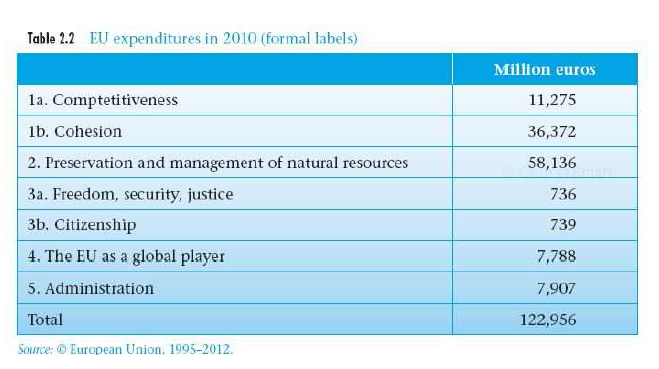 Table 2.2 EU expenditures in 2010 (formal labels)
Million euros
1a. Comptetitiveness 11,275
1b. Cohesion 36,372
2. Preservation and management of natural resources 58,136
3a. Freedom, security, justice 736
3b. Citizenship 739
4. The EU as a global player 7,788
5. Administration 7,907
Total 122,956
Source: © European Union, 1995–2012.